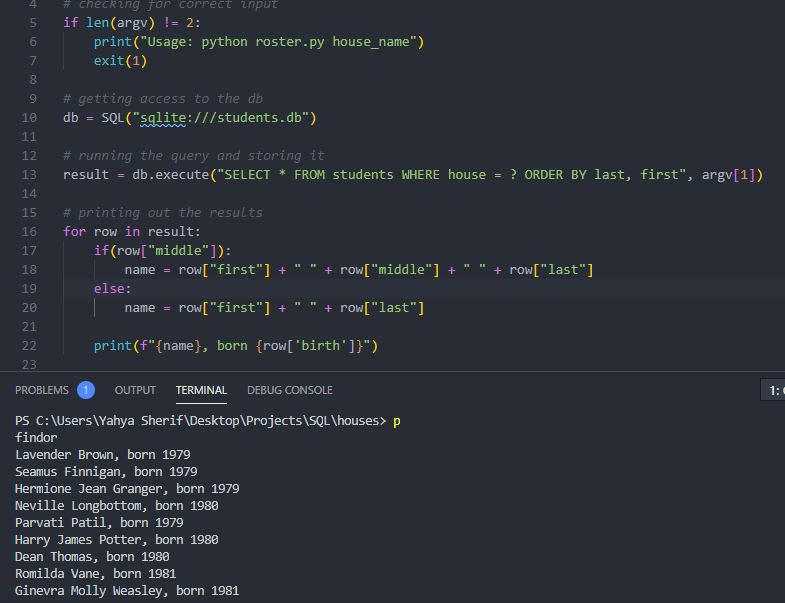 4 # checking for correct input
5 if len(argv) != 2:
6 print("Usage: python roster.py house_name")
7 exit(1)
8
9 # getting access to the db
10 db = SQL("sqlite:///students.db")
11
12 # running the query and storing it
13 result = db.execute("SELECT * FROM students WHERE house = ? ORDER BY last, first", argv[1])
14
15 # printing out the results
16 for row in result:
17 if(row["middle"]):
18 name = row["first"] + " " + row["middle"] + " " + row["last"]
19 else:
20 name = row["first"] + " " + row["last"]
21
22 print(f"{name}, born {row['birth']}")
23
PROBLEMS 1 OUTPUT TERMINAL DEBUG CONSOLE 1:
PS C:\Users\Yahya Sherif\Desktop\Projects\SQL\houses> p
findor
Lavender Brown, born 1979
Seamus Finnigan, born 1979
Hermione Jean Granger, born 1979
Neville Longbottom, born 1980
Parvati Patil, born 1979
Harry James Potter, born 1980
Dean Thomas, born 1980
Romilda Vane, born 1981
Ginevra Molly Weasley, born 1981